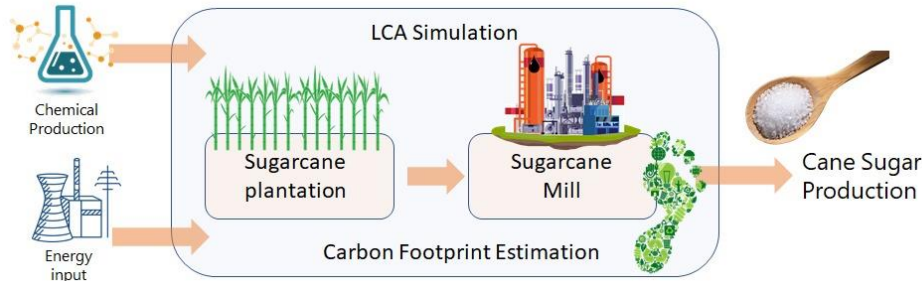 LCA Simulation
Chemical
Production
Sugarcane
plantation
Sugarcane
Mill
Cane Sugar
Production
Energy
input
Carbon Footprint Estimation